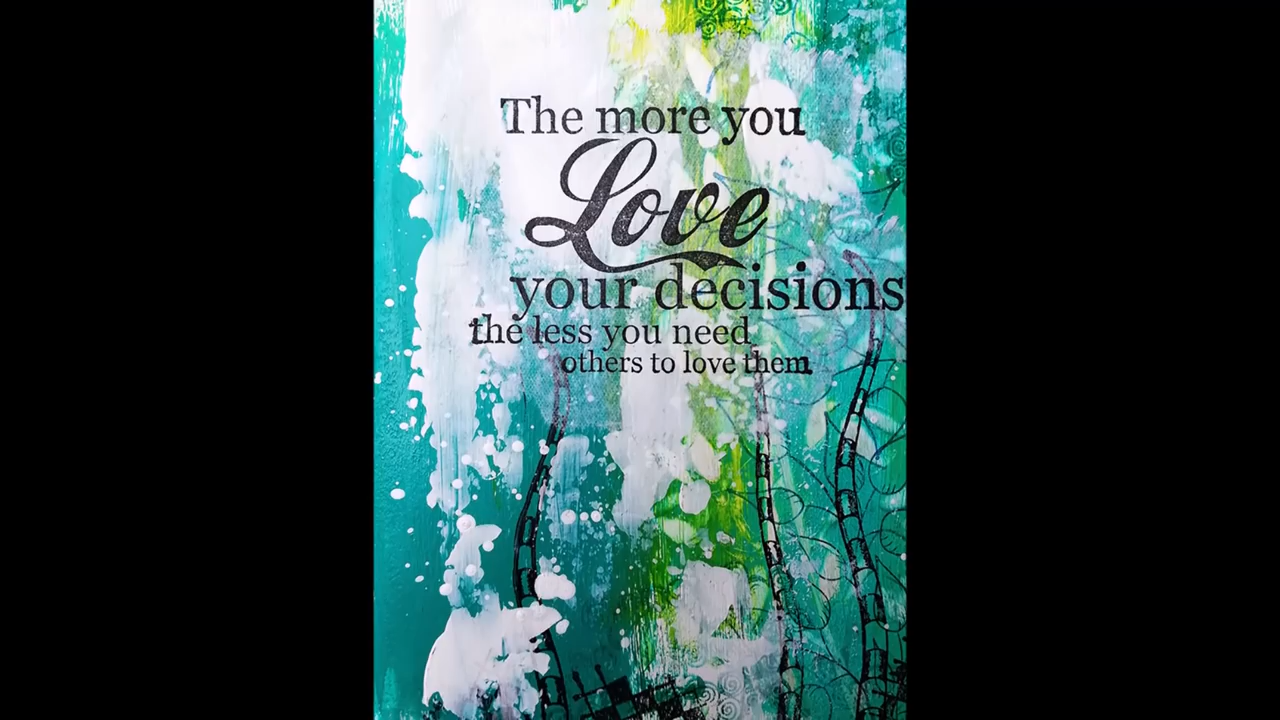 The more you
Love
your decisions
the less you need
others to love them